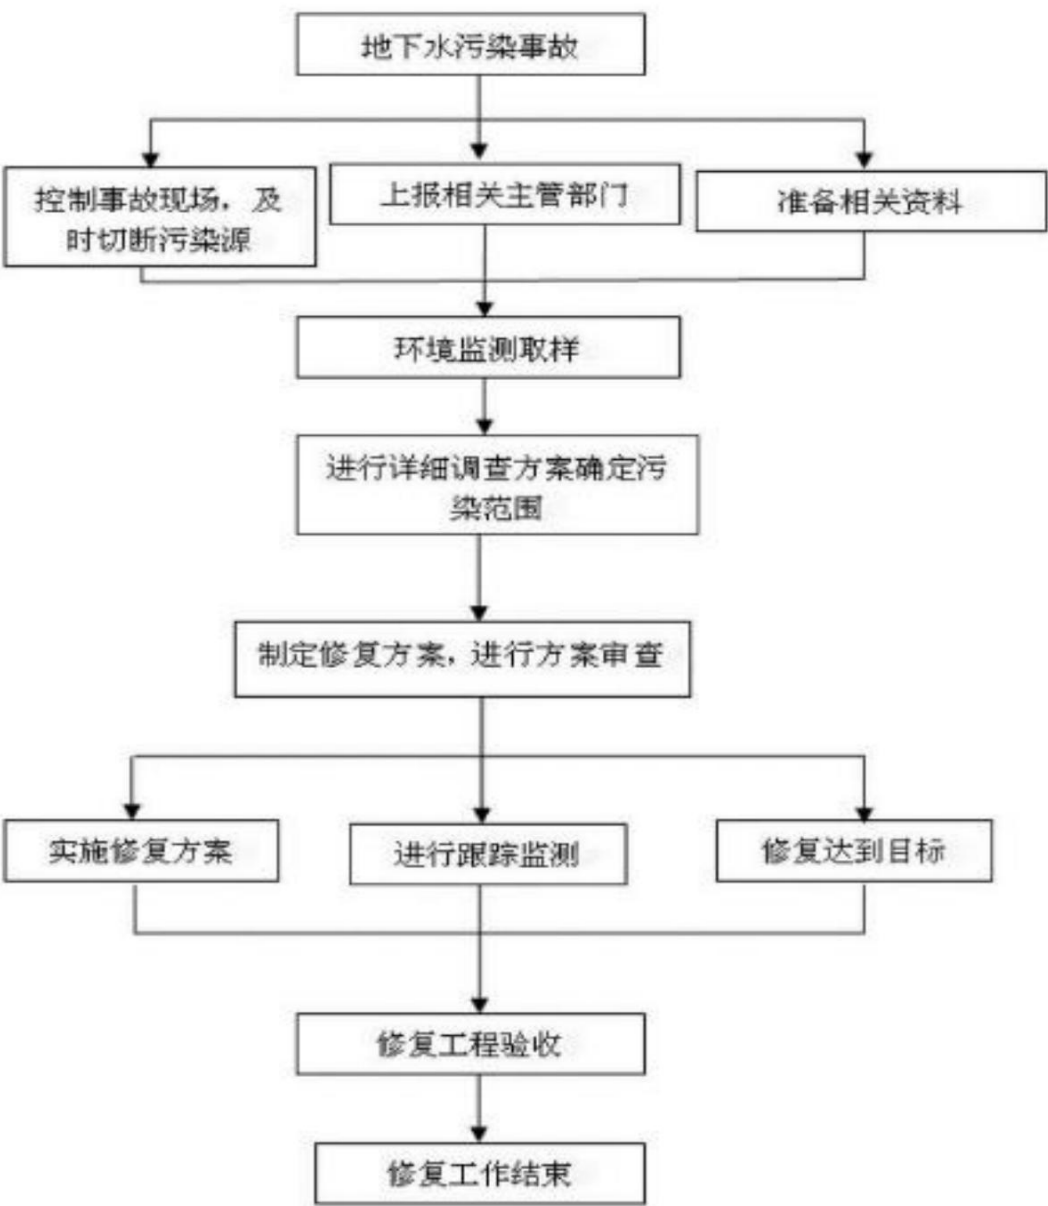 地下水污染事故
控制事故现场，及
时切断污染源
上报相关主管部门
准备相关资料
环境监测取样
进行详细调查方案确定污
染范围
制定修复方案，进行方案审查
实施修复方案
进行跟踪监测
修复达到目标
修复工程验收
修复工作结束